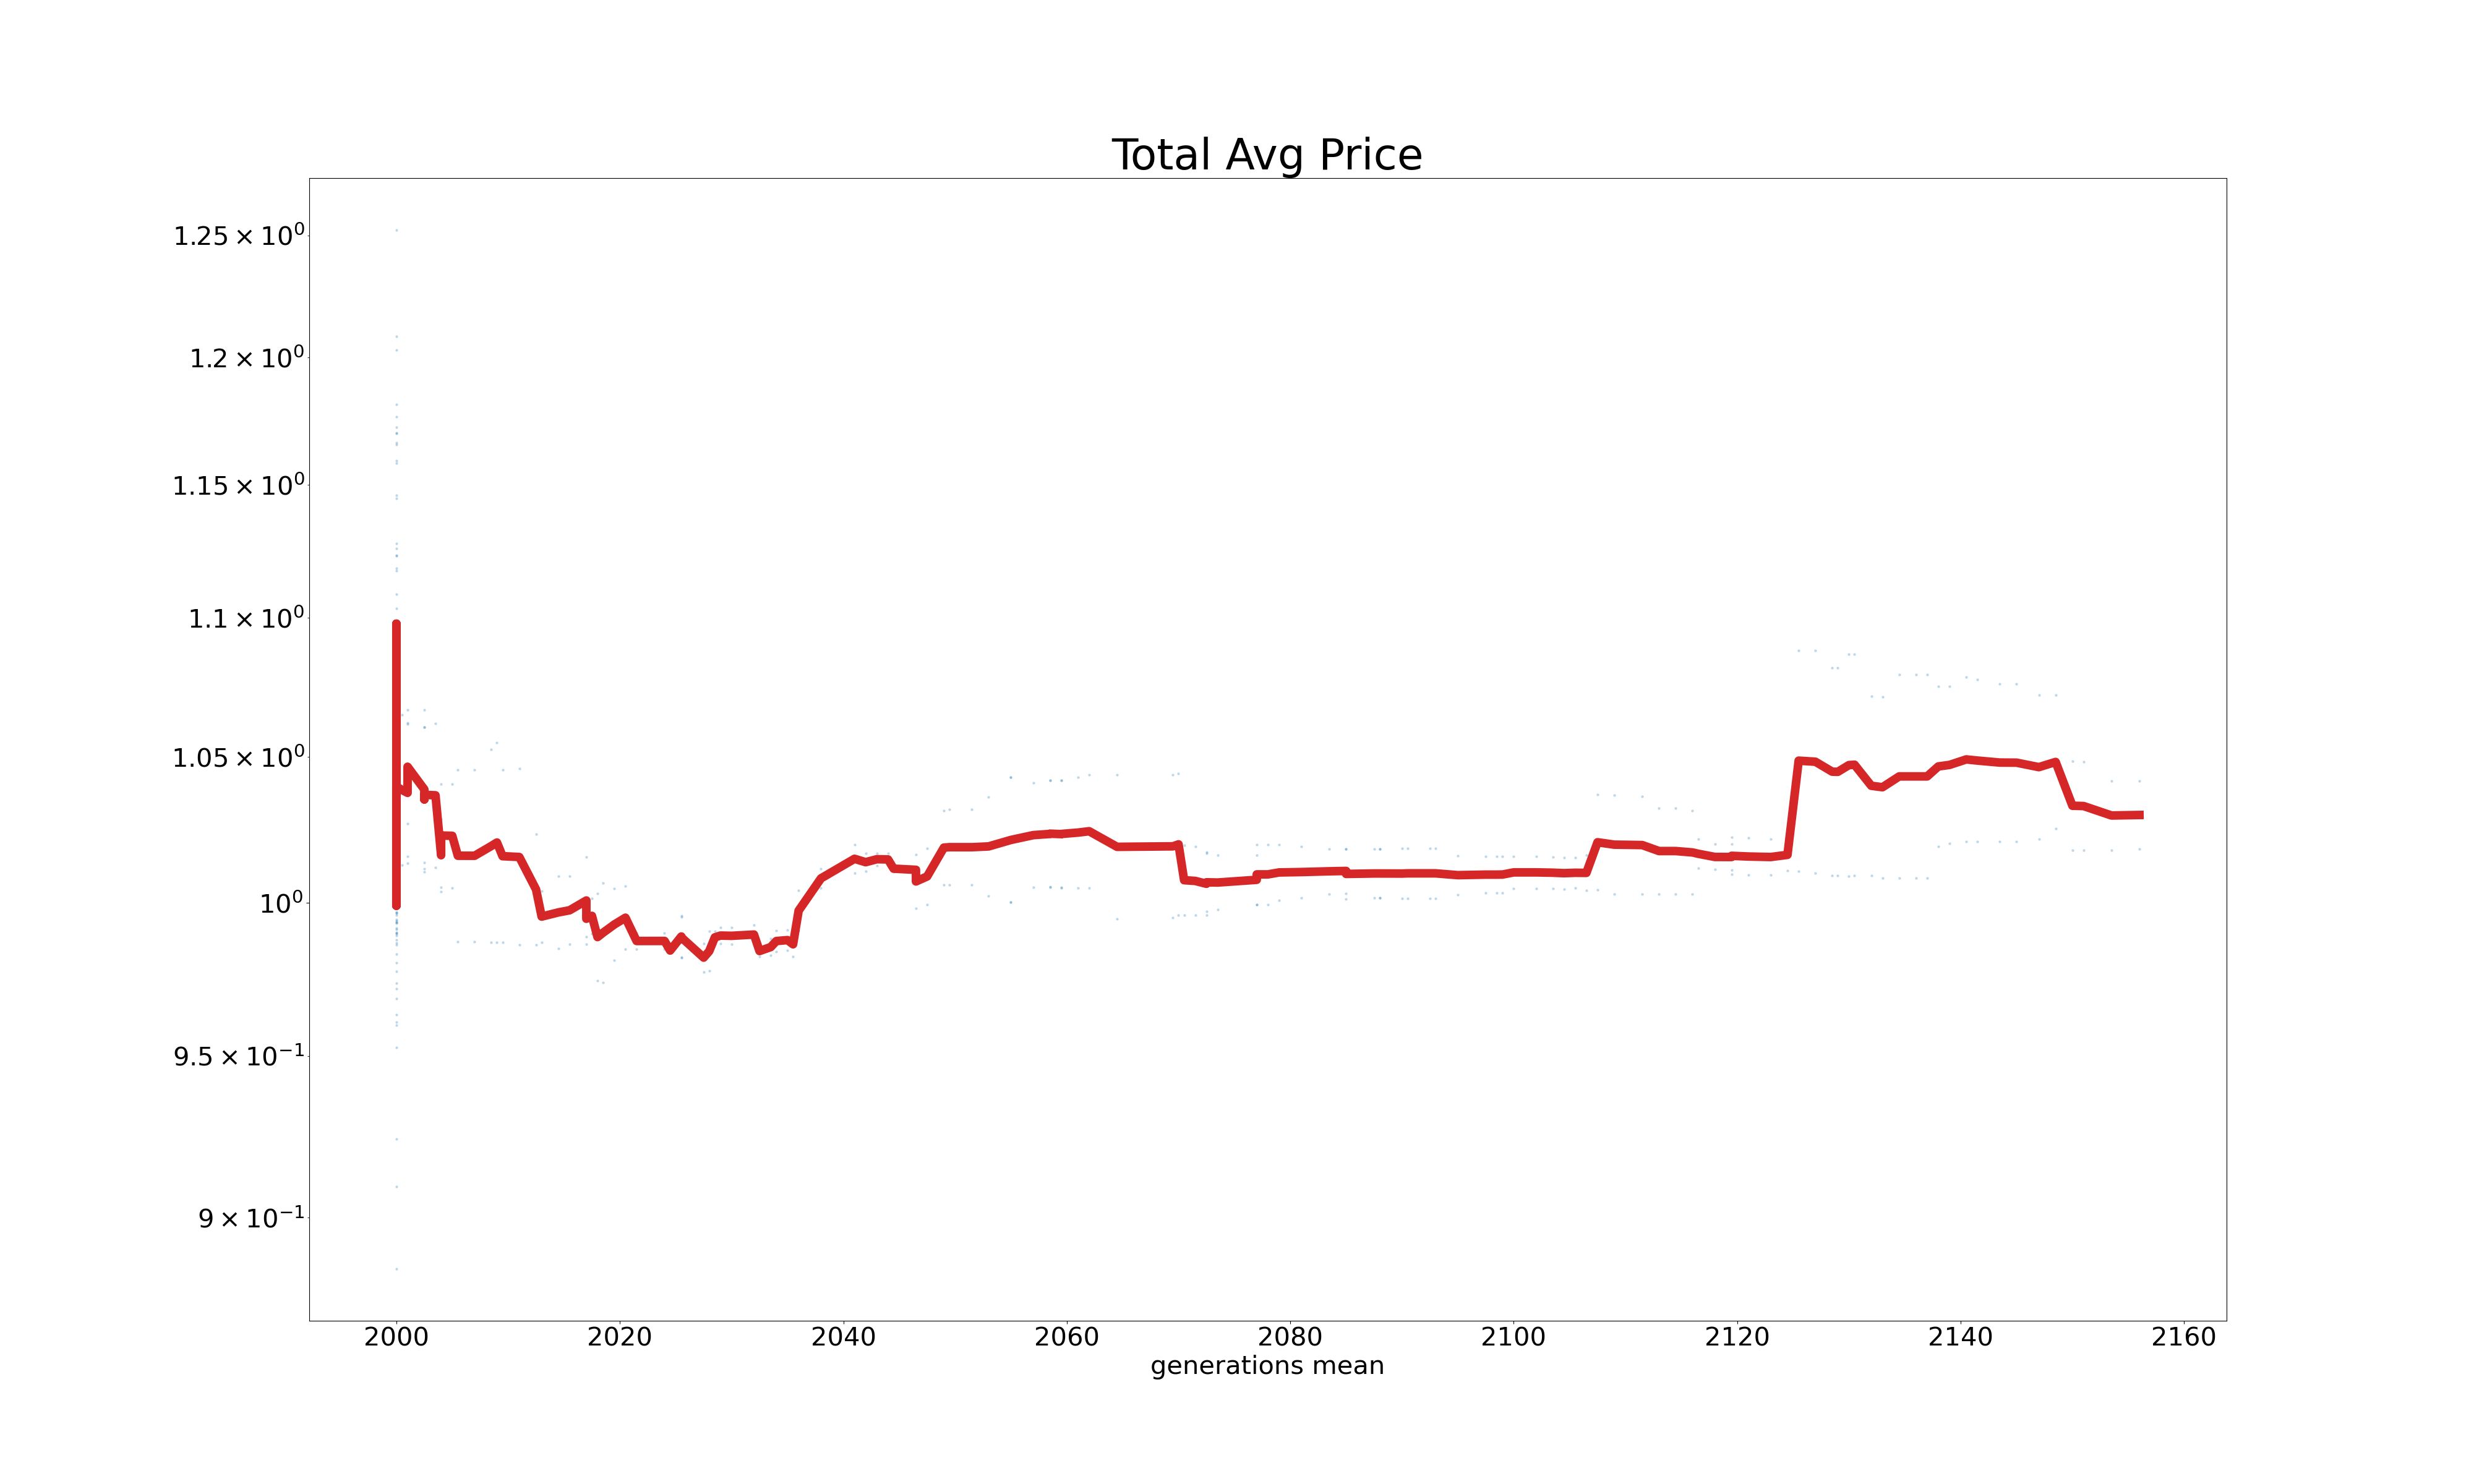 Total Avg Price
1.25 × 10⁰
1.2 × 10⁰
1.15 × 10⁰
1.1 × 10⁰
1.05 × 10⁰
10⁰
9.5 × 10⁻¹
9 × 10⁻¹
2000 2020 2040 2060 2080 2100 2120 2140 2160
generations mean